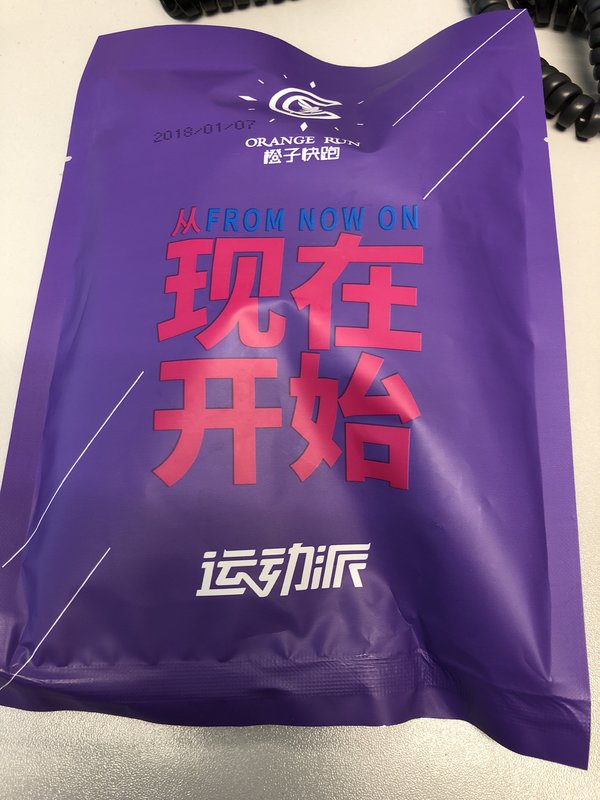 2018/01/07
ORANGE RUN
橙子快跑
从FROM NOW ON
现在
开始
运动派